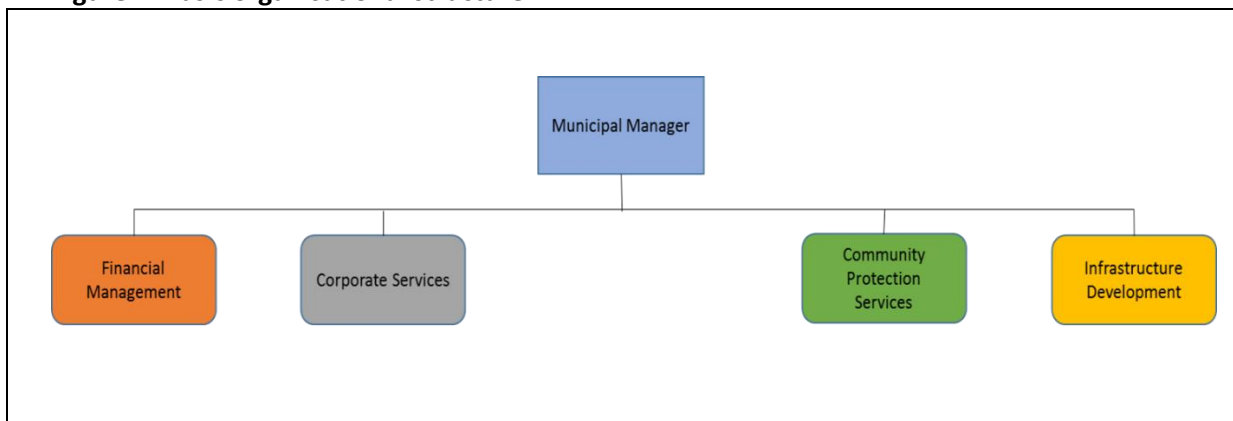 Municipal Manager
Financial
Management
Corporate Services
Community
Protection
Services
Infrastructure
Development